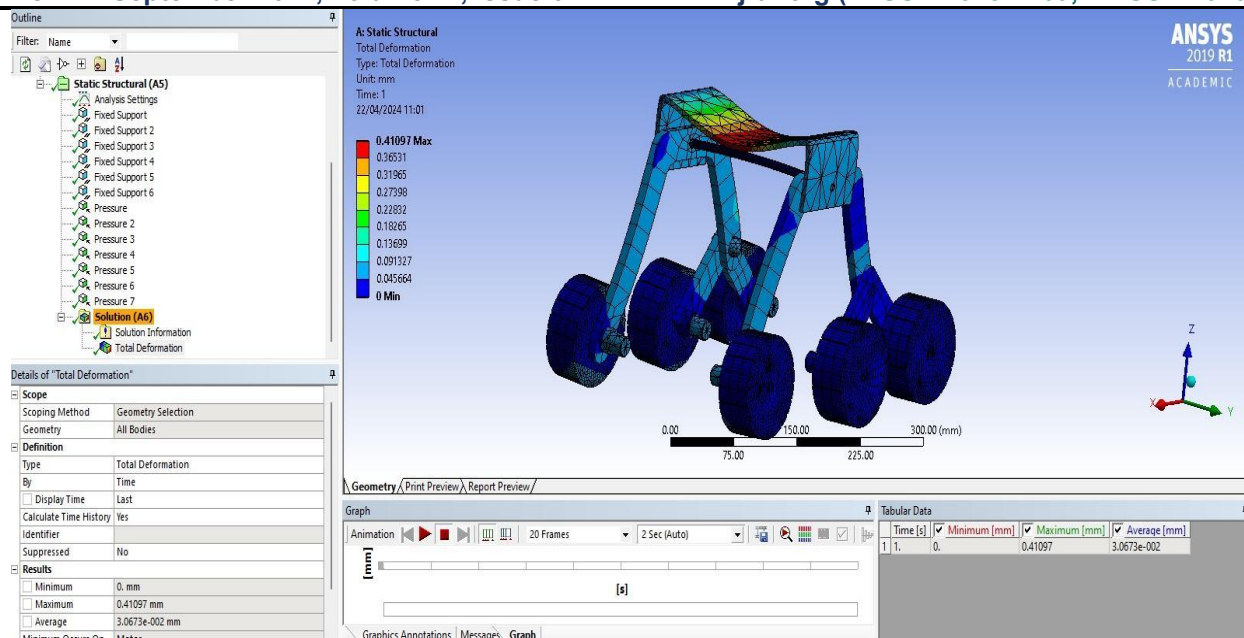 Outline
Filter: Name
Static Structural (A5)
Analysis Settings
Fixed Support
Fixed Support 2
Fixed Support 3
Fixed Support 4
Fixed Support 5
Fixed Support 6
Pressure
Pressure 2
Pressure 3
Pressure 4
Pressure 5
Pressure 6
Pressure 7
Solution (A6)
Solution Information
Total Deformation
Details of "Total Deformation"
Scope
Scoping Method Geometry Selection
Geometry All Bodies
Definition
Type Total Deformation
By Time
Display Time Last
Calculate Time History Yes
Identifier
Suppressed No
Results
Minimum 0. mm
Maximum 0.41097 mm
Average 3.0673e-002 mm
A: Static Structural
Total Deformation
Type: Total Deformation
Unit: mm
Time: 1
22/04/2024 11:01
0.41097 Max
0.36531
0.31965
0.27398
0.22832
0.18265
0.13699
0.091327
0.045664
0 Min
ANSYS
2019 R1
ACADEMIC
Z
X Y
0.00 150.00 300.00 (mm)
75.00 225.00
Geometry Print Preview Report Preview
Graph
Animation 20 Frames 2 Sec (Auto)
[mm]
[s]
Graphics Annotations Messages Graph
Tabular Data
Time [s] Minimum [mm] Maximum [mm] Average [mm]
1 1. 0. 0.41097 3.0673e-002